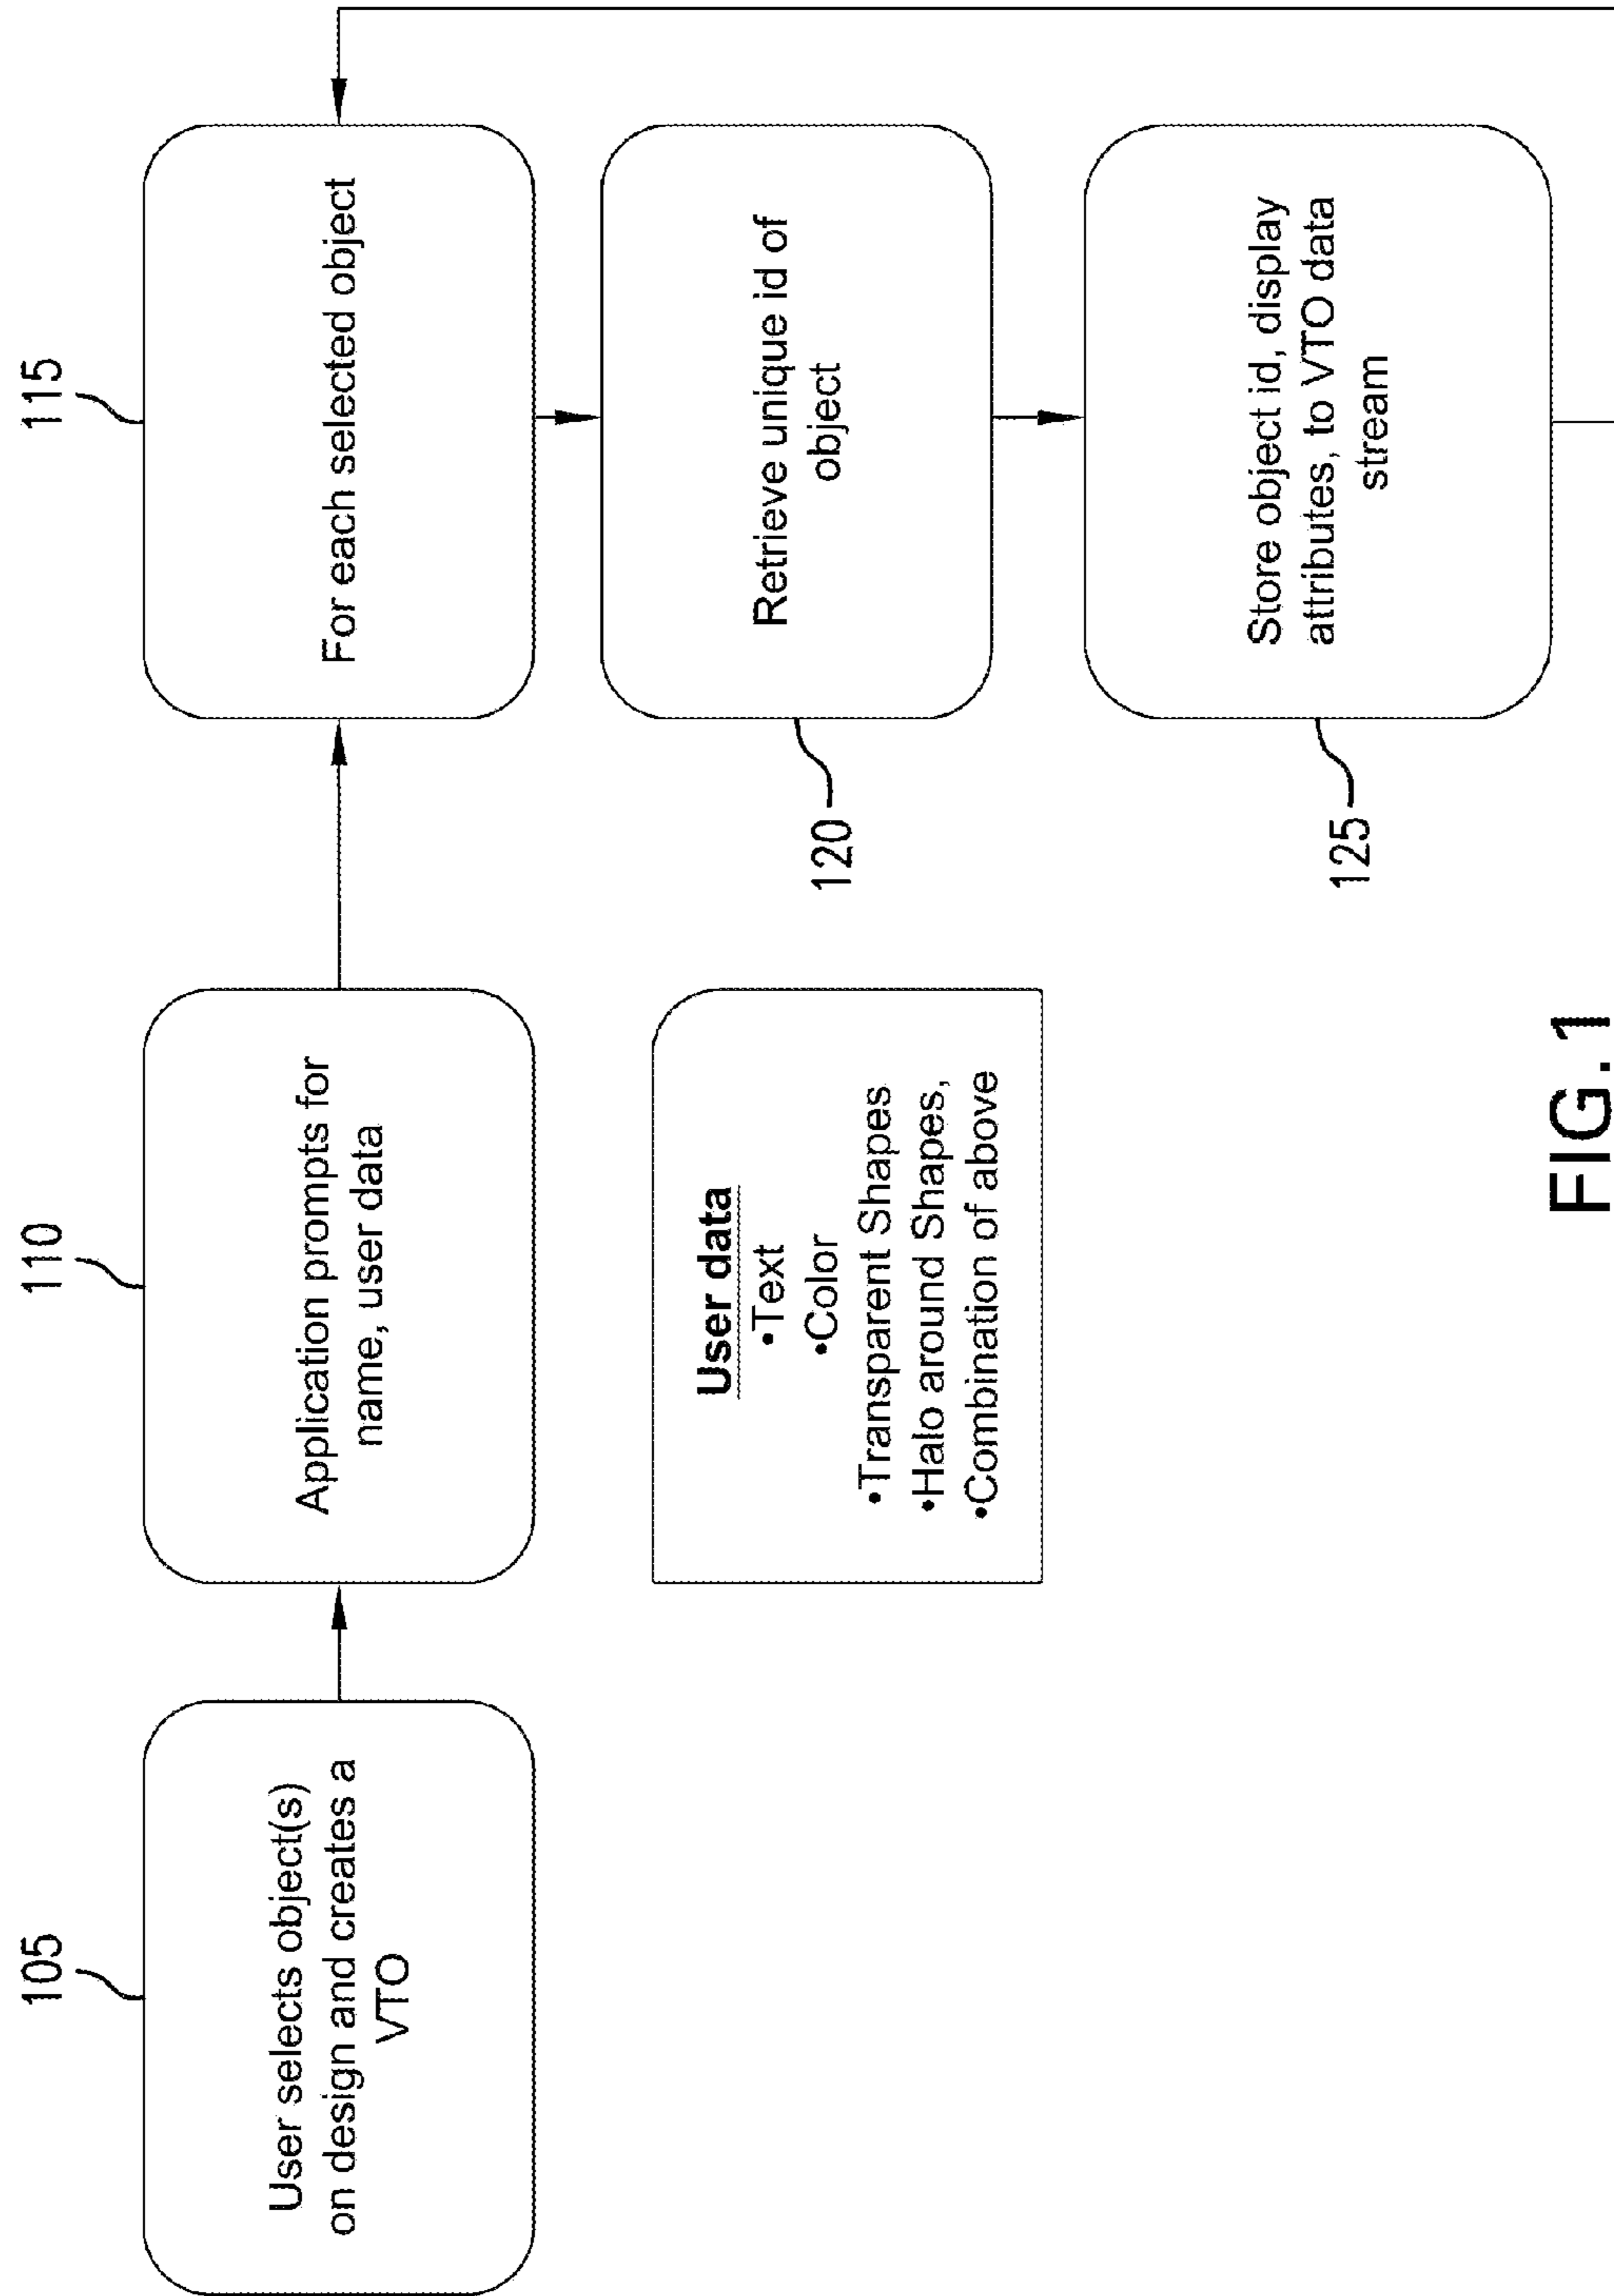 105
User selects object(s)
on design and creates a
VTO
110
Application prompts for
name, user data
User data
•Text
•Color
•Transparent Shapes
•Halo around Shapes,
•Combination of above
115
For each selected object
120
Retrieve unique id of
object
125
Store object id, display
attributes, to VTO data
stream
FIG.1